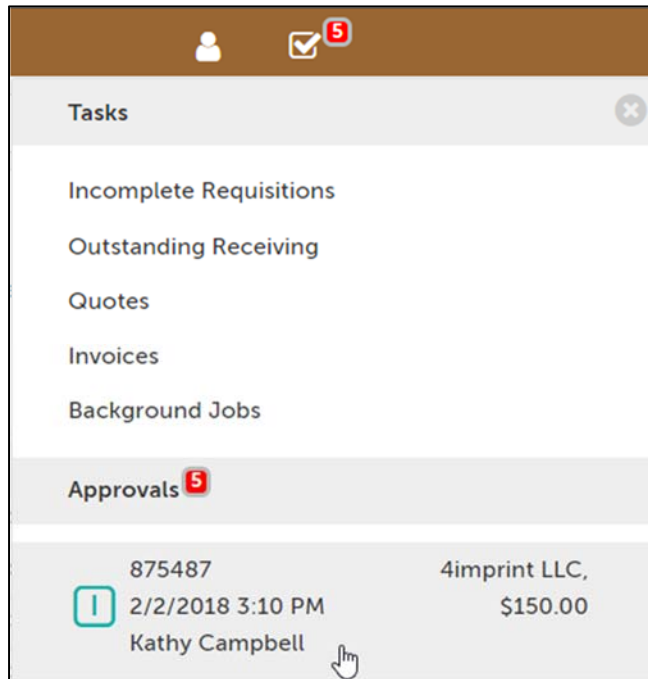 5
Tasks
Incomplete Requisitions
Outstanding Receiving
Quotes
Invoices
Background Jobs
Approvals 5
875487 4imprint LLC,
I 2/2/2018 3:10 PM $150.00
Kathy Campbell